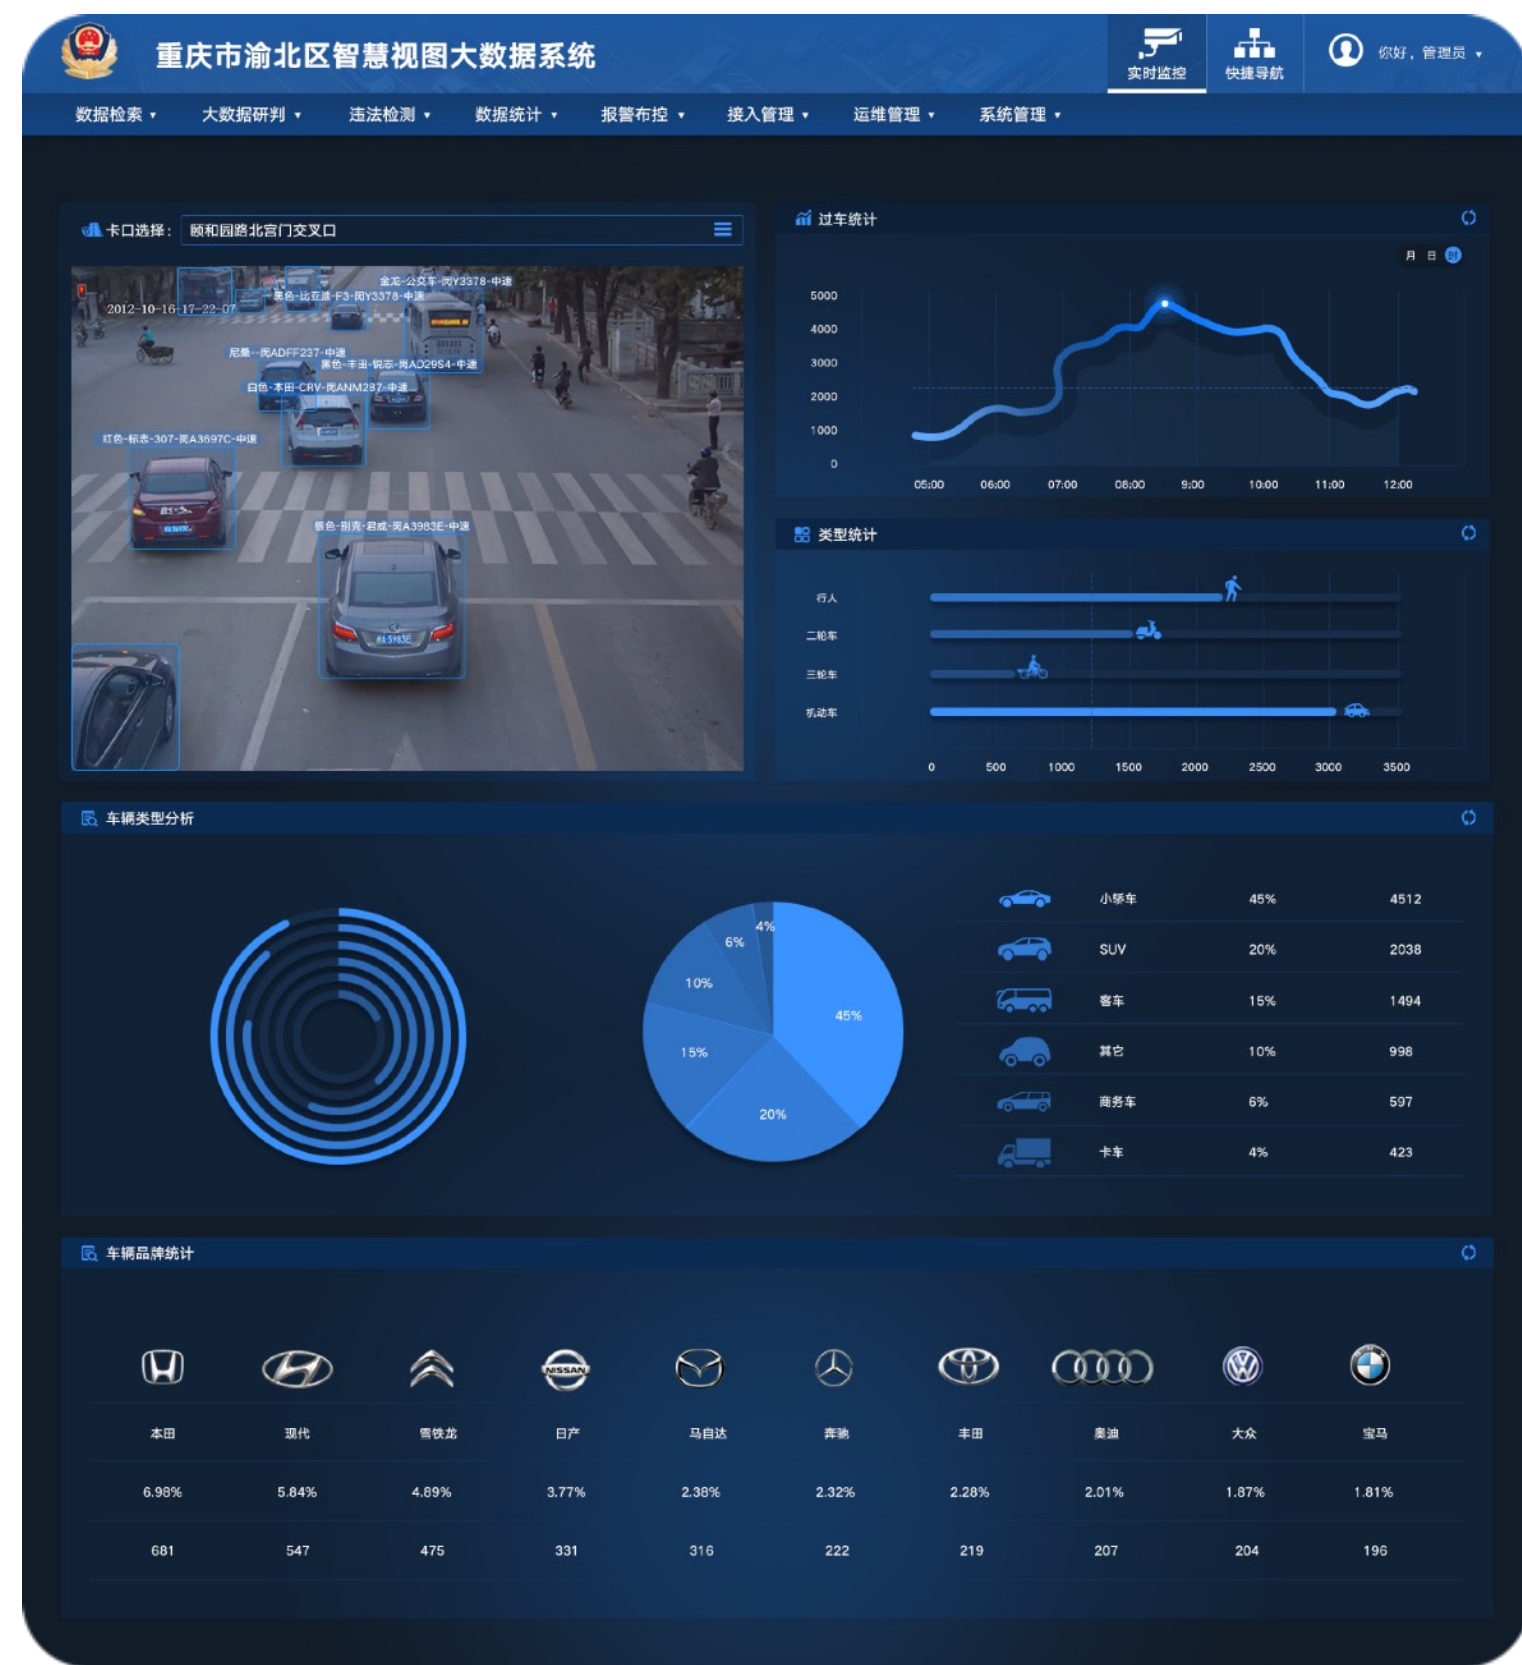 重庆市渝北区智慧视图大数据系统
实时监控
快捷导航
你好，管理员
数据检索 大数据研判 违法检测 数据统计 报警布控 接入管理 运维管理 系统管理
卡口选择： 颐和园路北宫门交叉口
2012-10-16-17-22-07
金龙-公交车-闽Y3378-中速
黑色-比亚迪-F3-闽Y3378-中速
尼桑--闽ADFF237-中速
黑色-丰田-锐志-闽AD29S4-中速
白色-本田-CRV-闽ANM287-中速
红色-标志-307-闽A3697C-中速
银色-别克-君成-闽A3983E-中速
过车统计
月 日 时
5000
4000
3000
2000
1000
0
05:00 06:00 07:00 08:00 9:00 10:00 11:00 12:00
类型统计
行人
二轮车
三轮车
机动车
0 500 1000 1500 2000 2500 3000 3500
车辆类型分析
4%
6%
10%
45%
15%
20%
小轿车 45% 4512
SUV 20% 2038
客车 15% 1494
其它 10% 998
商务车 6% 597
卡车 4% 423
车辆品牌统计
NISSAN
本田 现代 雪铁龙 日产 马自达 奔驰 丰田 奥迪 大众 宝马
6.98% 5.84% 4.89% 3.77% 2.38% 2.32% 2.28% 2.01% 1.87% 1.81%
681 547 475 331 316 222 219 207 204 196